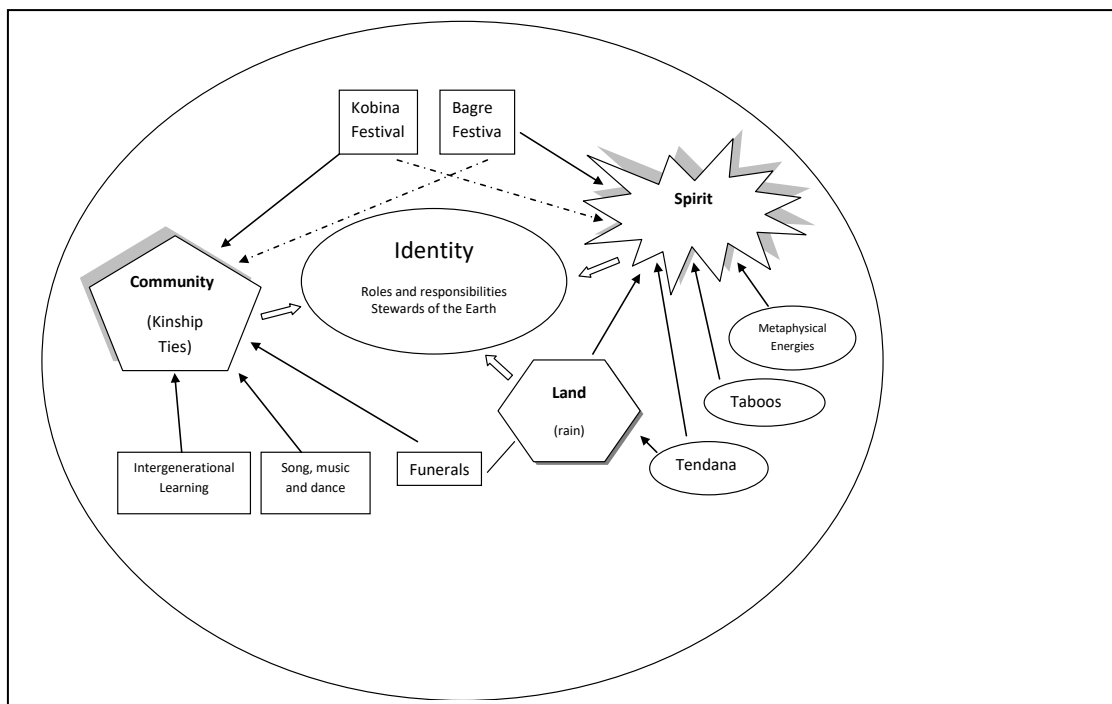 Kobina
Festival
Bagre
Festiva
Spirit
Identity
Roles and responsibilities
Stewards of the Earth
Community
(Kinship
Ties)
Metaphysical
Energies
Land
(rain)
Taboos
Intergenerational
Learning
Song, music
and dance
Funerals
Tendana